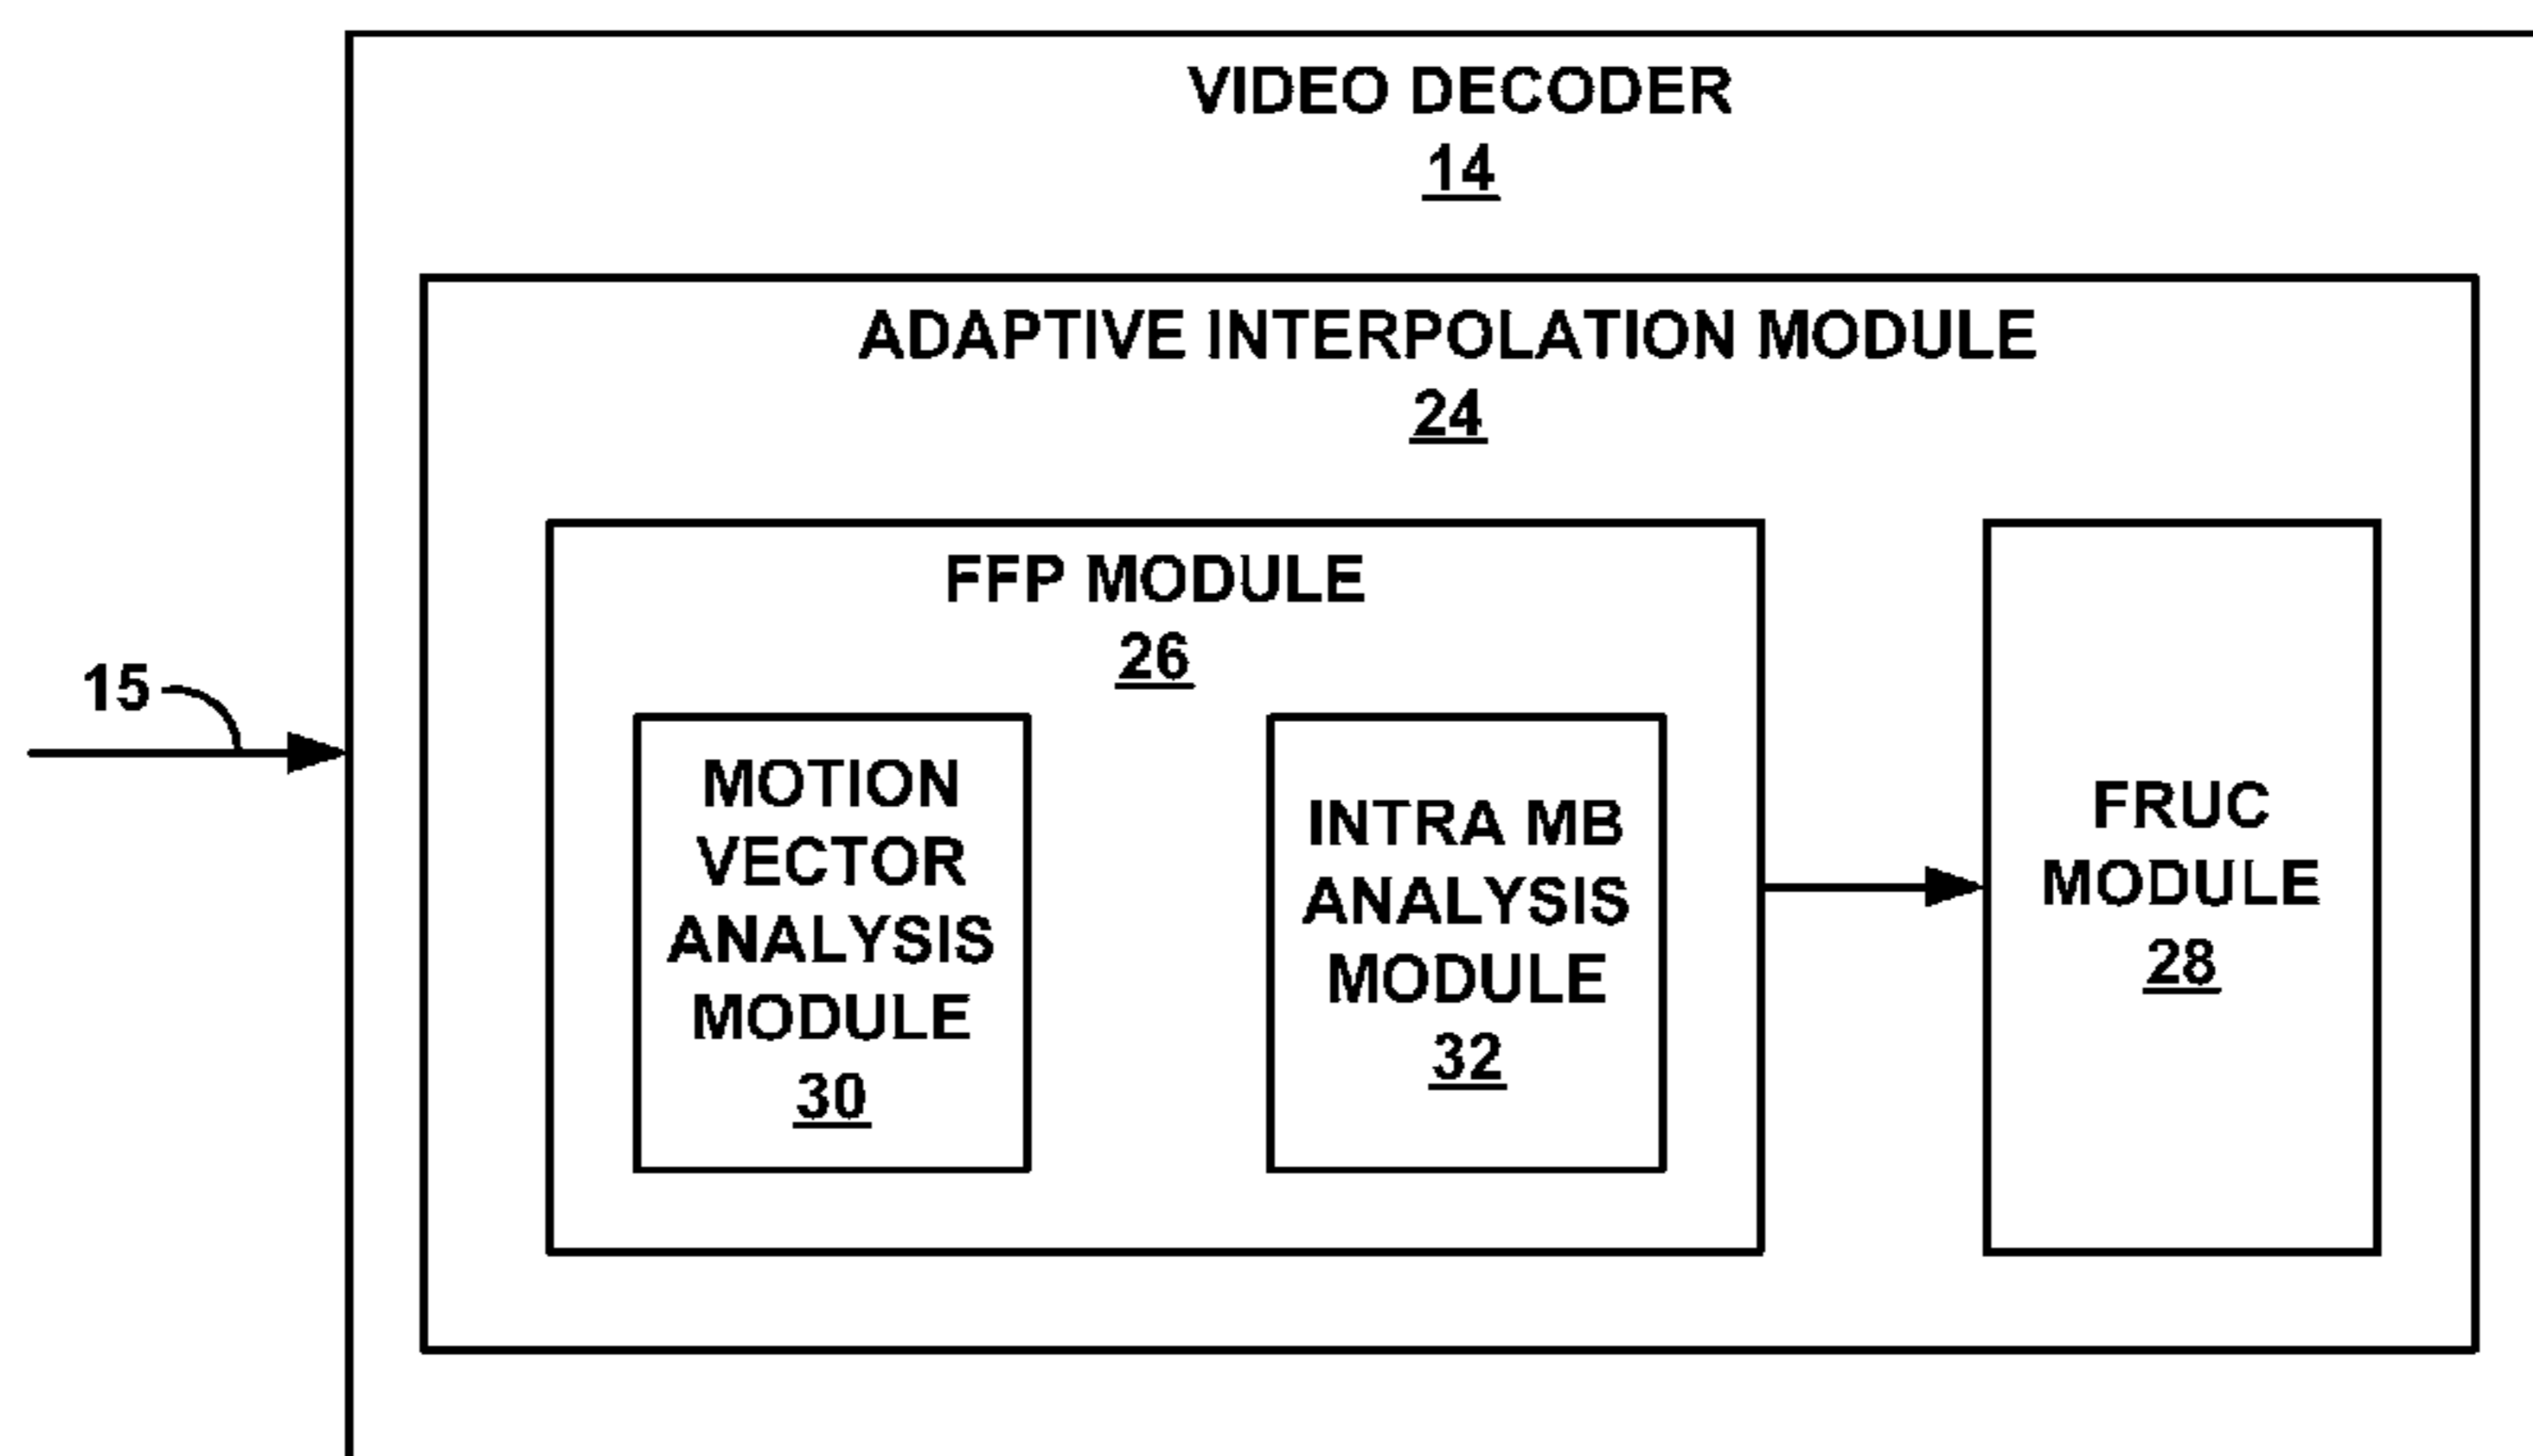 VIDEO DECODER
14
ADAPTIVE INTERPOLATION MODULE
24
FFP MODULE
26
15
MOTION
VECTOR
ANALYSIS
MODULE
30
INTRA MB
ANALYSIS
MODULE
32
FRUC
MODULE
28